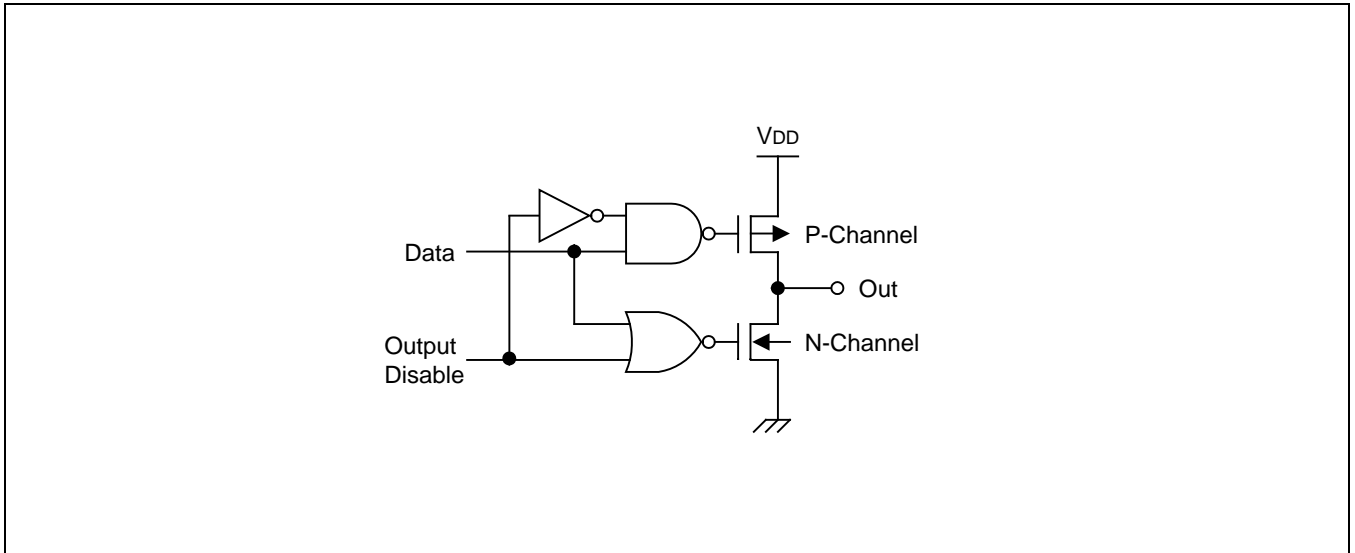 VDD
P-Channel
Data
Out
Output
Disable
N-Channel